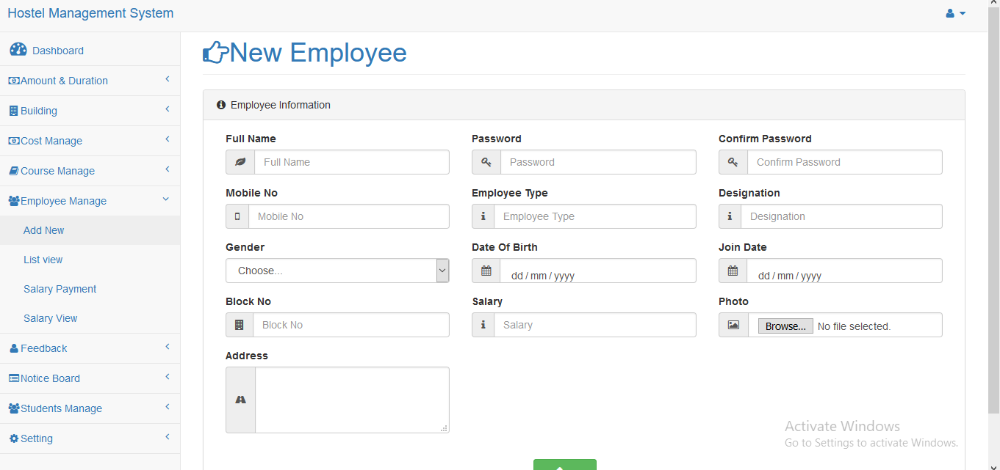 Hostel Management System
Dashboard
Amount & Duration
Building
Cost Manage
Course Manage
Employee Manage
Add New
List view
Salary Payment
Salary View
Feedback
Notice Board
Students Manage
Setting
New Employee
Employee Information
Full Name Password Confirm Password
Full Name Password Confirm Password
Mobile No Employee Type Designation
Mobile No Employee Type Designation
Gender Date Of Birth Join Date
Choose... dd / mm / yyyy dd / mm / yyyy
Block No Salary Photo
Block No Salary Browse... No file selected.
Address
Activate Windows
Go to Settings to activate Windows.